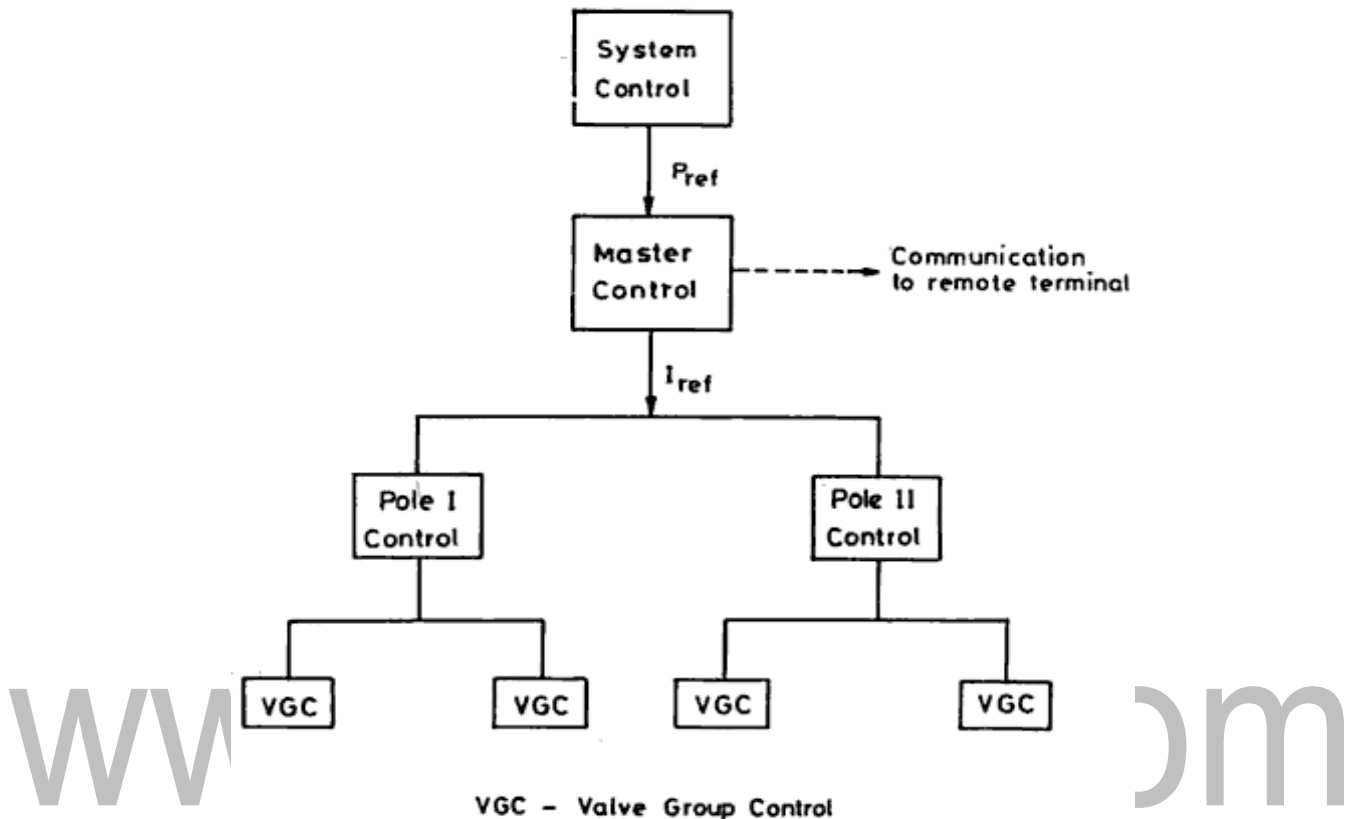 System
Control
Pref
Master
Control
Communication
to remote terminal
Iref
Pole I
Control
Pole II
Control
VGC
VGC
VGC
VGC
VGC – Valve Group Control